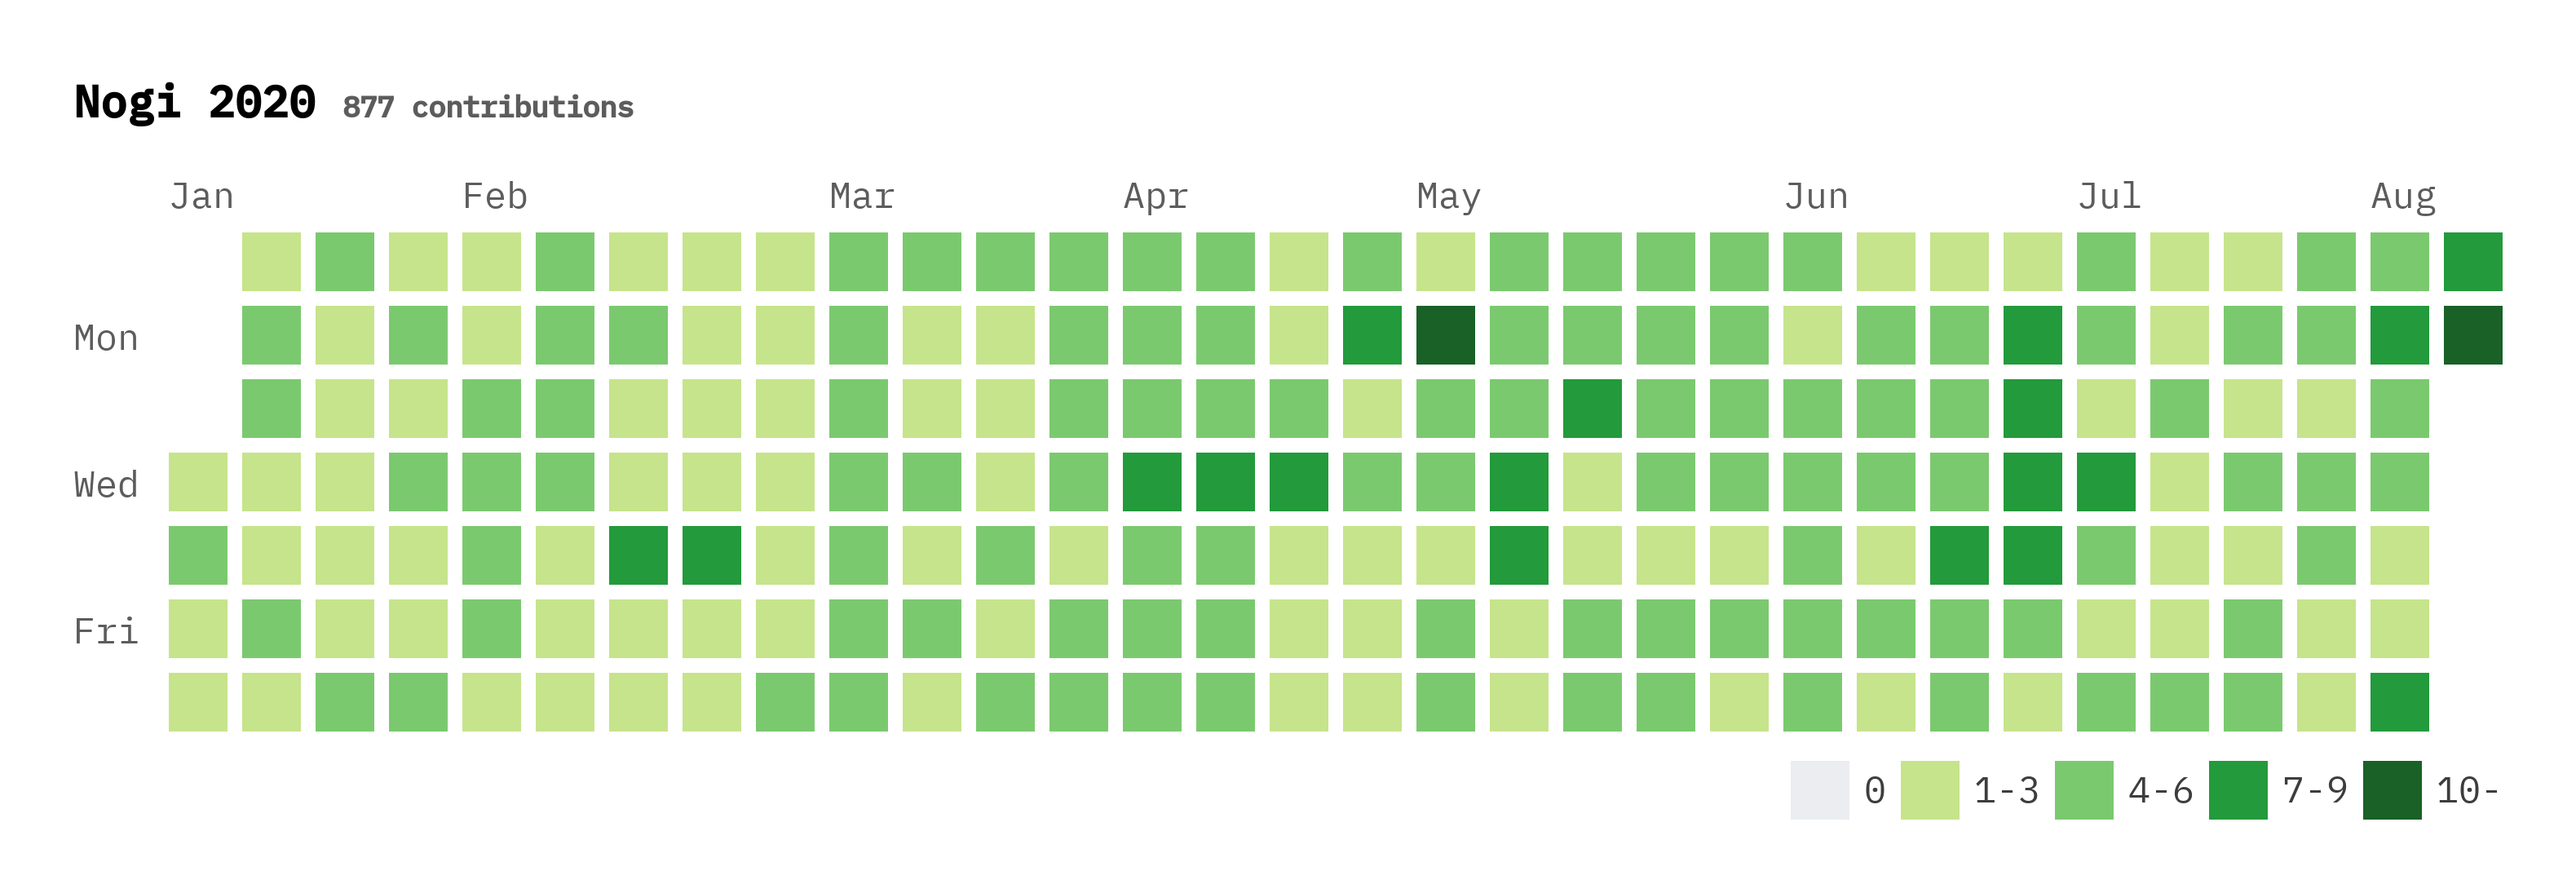 Nogi 2020 877 contributions
Jan Feb Mar Apr May Jun Jul Aug
Mon
Wed
Fri
0 1-3 4-6 7-9 10-